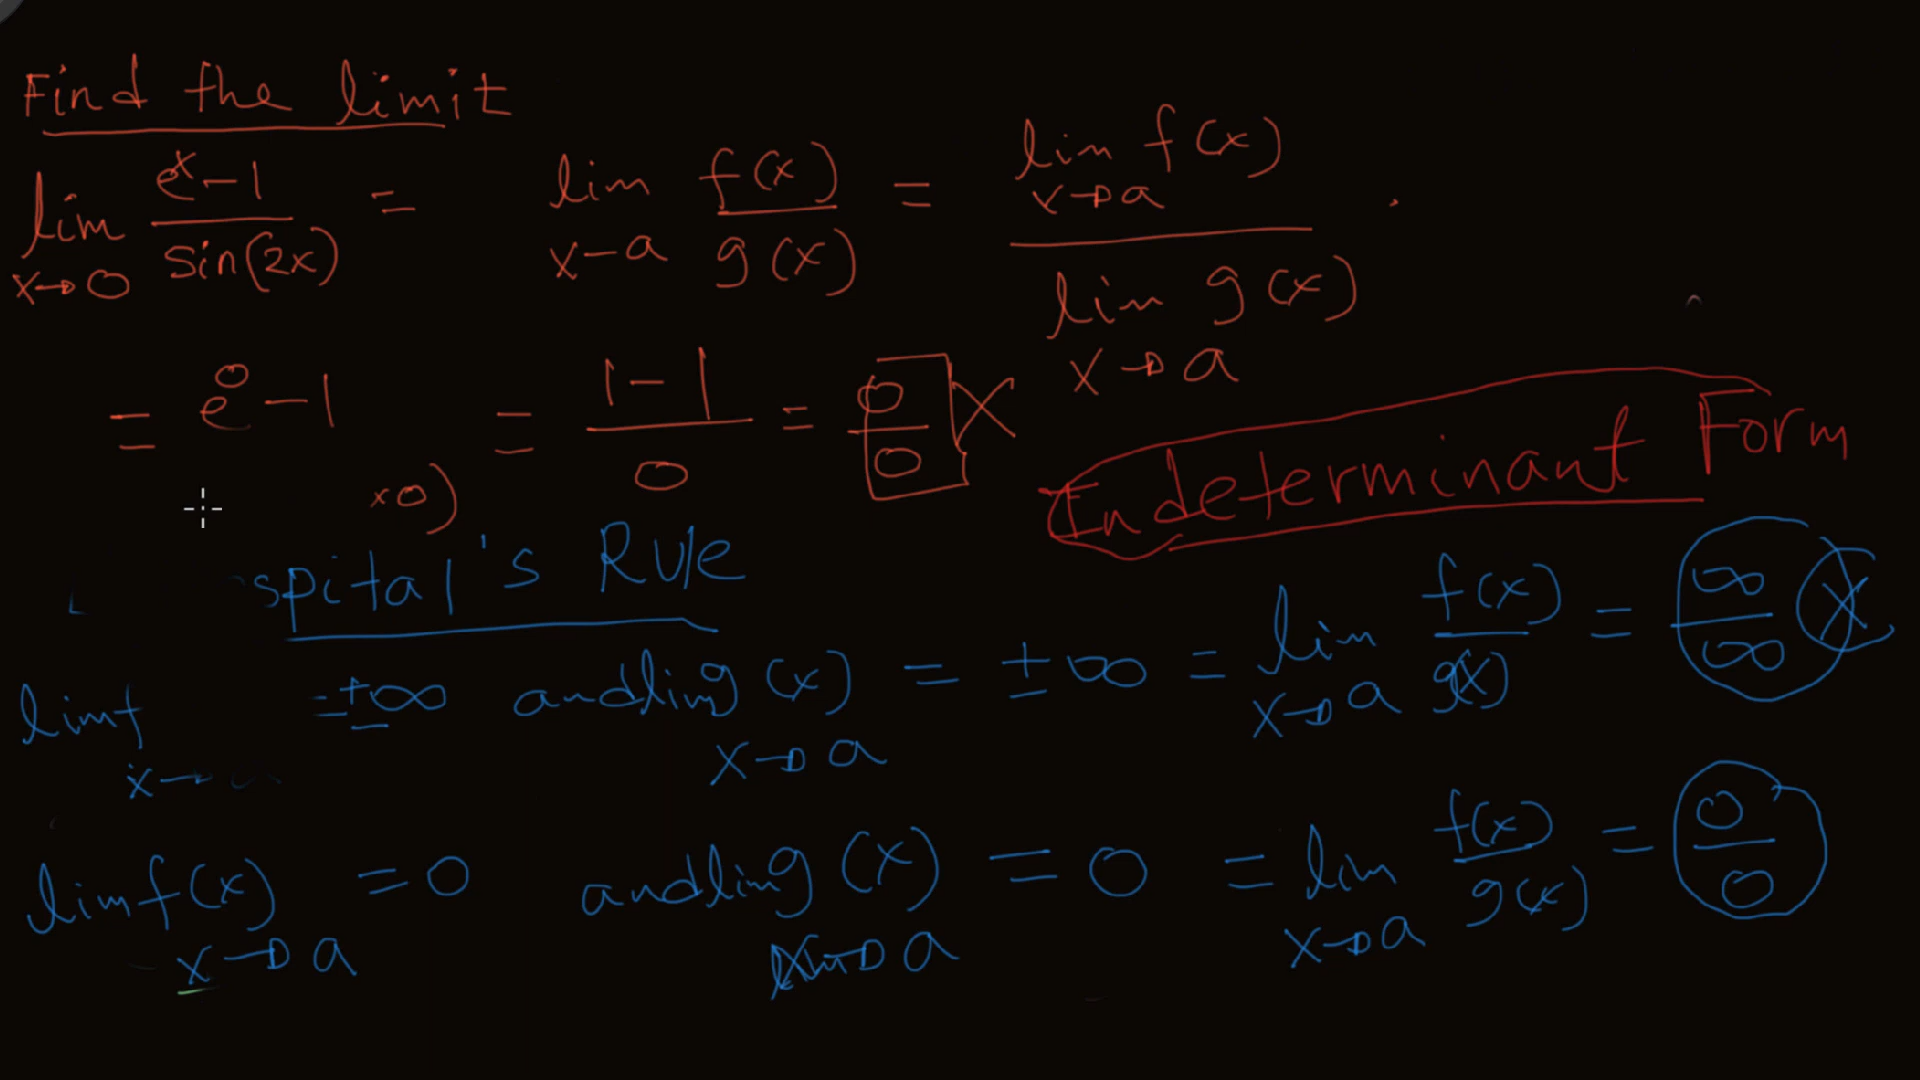 Find the limit
lim x→0 e^x-1 / sin(2x) = lim x-a f(x) / g(x) = lim x→a f(x) / lim x→a g(x)
= e^0-1 / x0) = 1-1 / 0 = 0/0 X
Indeterminant Form
spital's Rule
lim f x→a =±∞ and lim g(x) x→a = ±∞ = lim x→a f(x) / g(x) = ∞/∞ X
lim f(x) x→a =0 and lim g(x) x→a = 0 = lim x→a f(x) / g(x) = 0/0